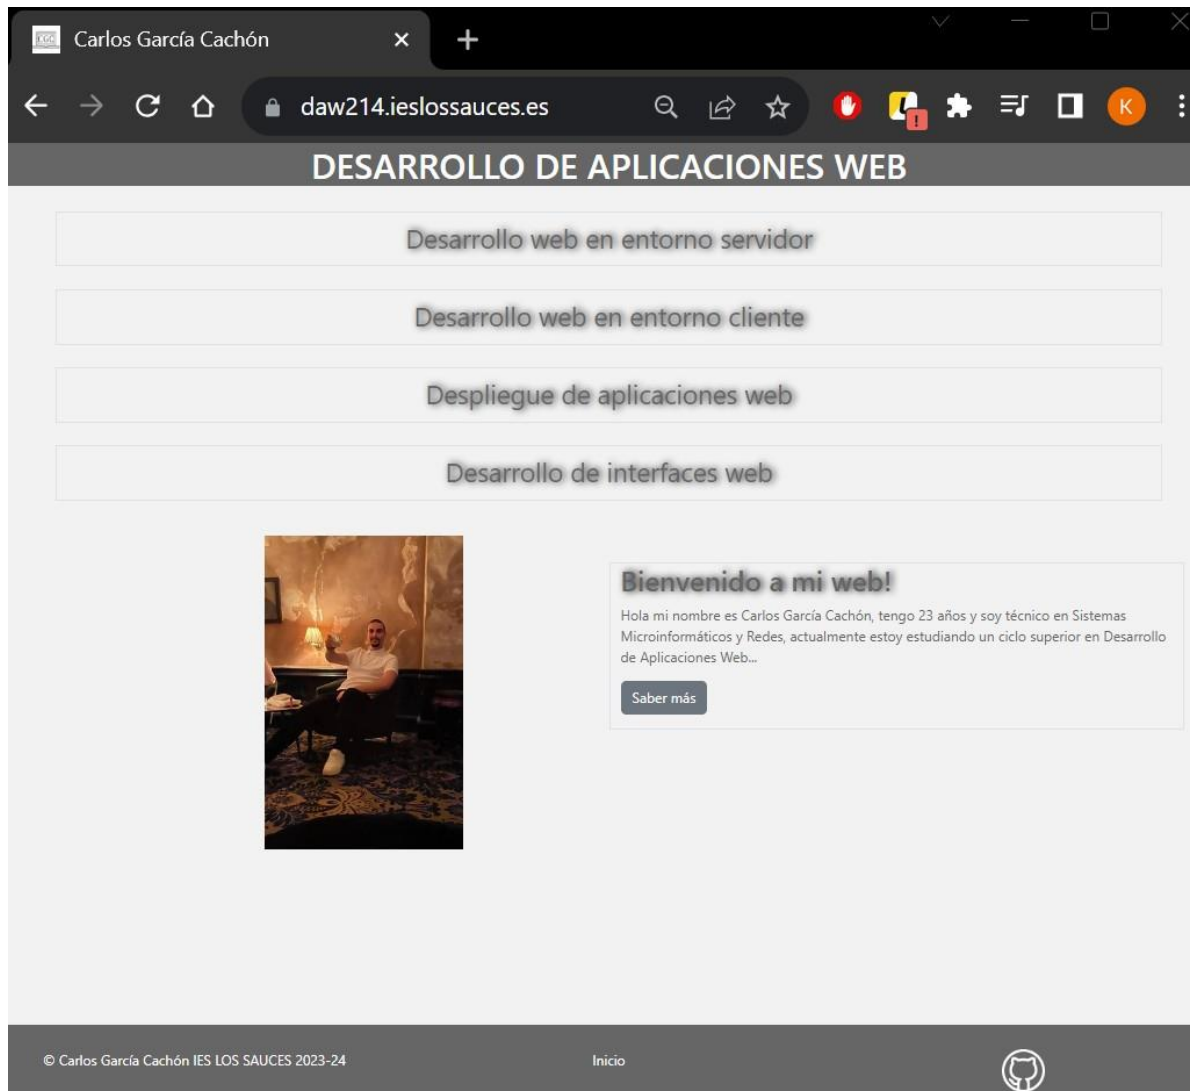 Carlos García Cachón
daw214.ieslossauces.es
K
DESARROLLO DE APLICACIONES WEB
Desarrollo web en entorno servidor
Desarrollo web en entorno cliente
Despliegue de aplicaciones web
Desarrollo de interfaces web
Bienvenido a mi web!
Hola mi nombre es Carlos García Cachón, tengo 23 años y soy técnico en Sistemas
Microinformáticos y Redes, actualmente estoy estudiando un ciclo superior en Desarrollo
de Aplicaciones Web...
Saber más
© Carlos García Cachón IES LOS SAUCES 2023-24
Inicio